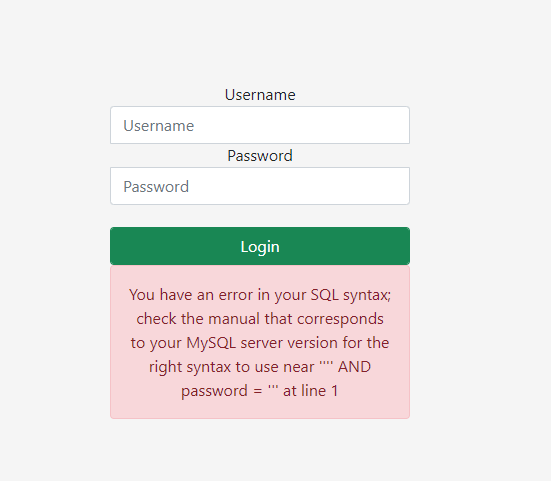 Username
Username
Password
Password
Login
You have an error in your SQL syntax;
check the manual that corresponds
to your MySQL server version for the
right syntax to use near '''' AND
password = ''' at line 1